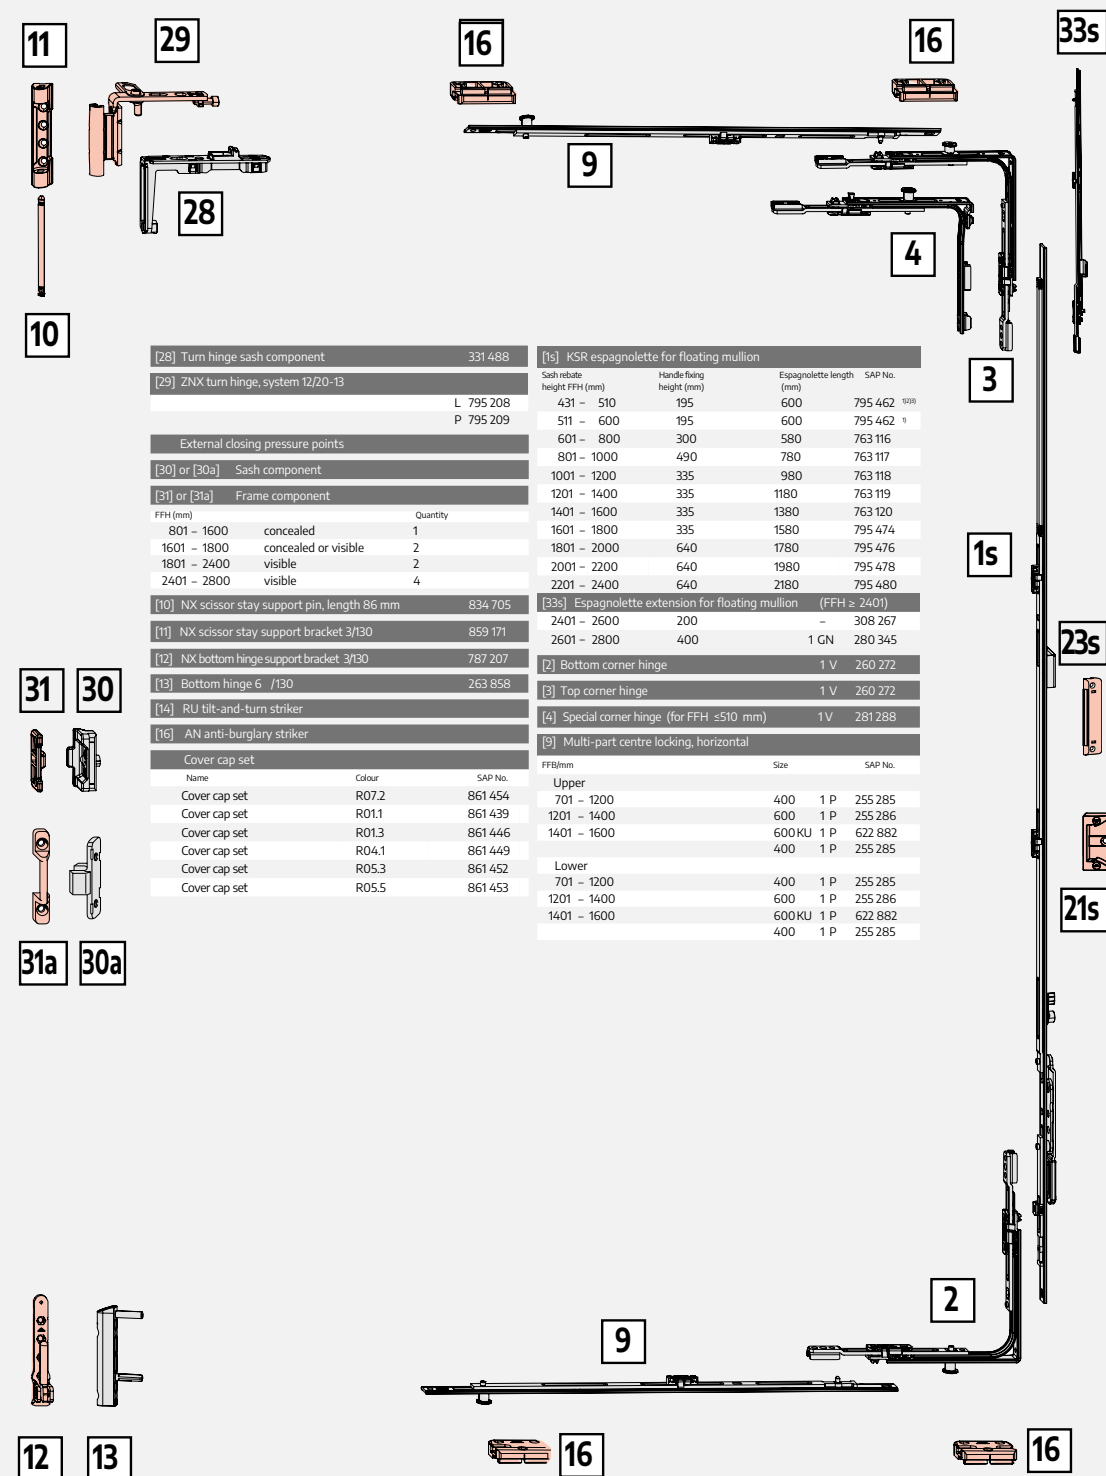 11
29
16
16
33s
9
28
4
10
3
[28] Turn hinge sash component 331 488
[29] ZNX turn hinge, system 12/20-13
L 795 208
P 795 209
External closing pressure points
[30] or [30a] Sash component
[31] or [31a] Frame component
FFH (mm) Quantity
801 – 1600 concealed 1
1601 – 1800 concealed or visible 2
1801 – 2400 visible 2
2401 – 2800 visible 4
[10] NX scissor stay support pin, length 86 mm 834 705
[11] NX scissor stay support bracket 3/130 859 171
[12] NX bottom hinge support bracket 3/130 787 207
[13] Bottom hinge 6 /130 263 858
[14] RU tilt-and-turn striker
[16] AN anti-burglary striker
Cover cap set
Name Colour SAP No.
Cover cap set R07.2 861 454
Cover cap set R01.1 861 439
Cover cap set R01.3 861 446
Cover cap set R04.1 861 449
Cover cap set R05.3 861 452
Cover cap set R05.5 861 453
[1s] KSR espagnolette for floating mullion
Sash rebate Handle fixing Espagnolette length SAP No.
height FFH (mm) height (mm) (mm)
431 – 510 195 600 795 462 1)2)3)
511 – 600 195 600 795 462 1)
601 – 800 300 580 763 116
801 – 1000 490 780 763 117
1001 – 1200 335 980 763 118
1201 – 1400 335 1180 763 119
1401 – 1600 335 1380 763 120
1601 – 1800 335 1580 795 474
1801 – 2000 640 1780 795 476
2001 – 2200 640 1980 795 478
2201 – 2400 640 2180 795 480
[33s] Espagnolette extension for floating mullion (FFH ≥ 2401)
2401 – 2600 200 – 308 267
2601 – 2800 400 1 GN 280 345
[2] Bottom corner hinge 1 V 260 272
[3] Top corner hinge 1 V 260 272
[4] Special corner hinge (for FFH ≤510 mm) 1 V 281 288
[9] Multi-part centre locking, horizontal
FFB/mm Size SAP No.
Upper
701 – 1200 400 1 P 255 285
1201 – 1400 600 1 P 255 286
1401 – 1600 600 KU 1 P 622 882
400 1 P 255 285
Lower
701 – 1200 400 1 P 255 285
1201 – 1400 600 1 P 255 286
1401 – 1600 600 KU 1 P 622 882
400 1 P 255 285
1s
23s
31
30
21s
31a
30a
2
9
12
13
16
16